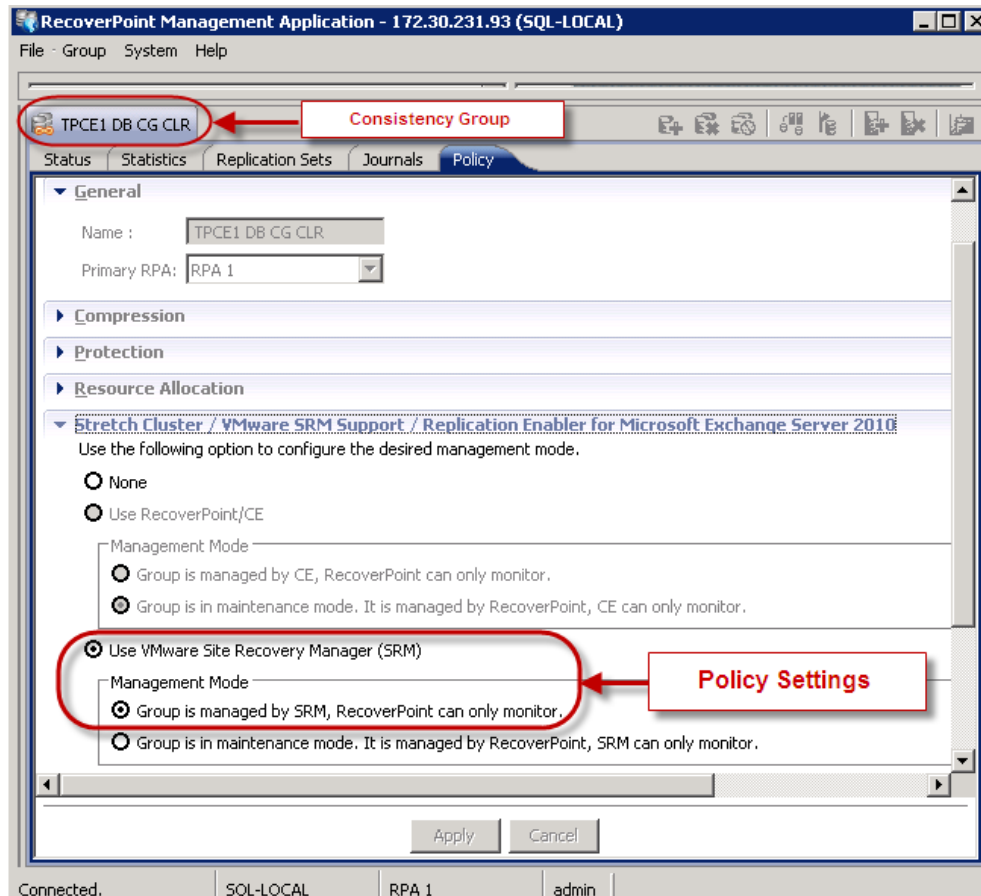 RecoverPoint Management Application - 172.30.231.93 (SQL-LOCAL)
File Group System Help
TPCE1 DB CG CLR
Consistency Group
Status Statistics Replication Sets Journals Policy
General
Name : TPCE1 DB CG CLR
Primary RPA: RPA 1
Compression
Protection
Resource Allocation
Stretch Cluster / VMware SRM Support / Replication Enabler for Microsoft Exchange Server 2010
Use the following option to configure the desired management mode.
None
Use RecoverPoint/CE
Management Mode
Group is managed by CE, RecoverPoint can only monitor.
Group is in maintenance mode. It is managed by RecoverPoint, CE can only monitor.
Use VMware Site Recovery Manager (SRM)
Management Mode
Policy Settings
Group is managed by SRM, RecoverPoint can only monitor.
Group is in maintenance mode. It is managed by RecoverPoint, SRM can only monitor.
Apply Cancel
Connected. SQL-LOCAL RPA 1 admin